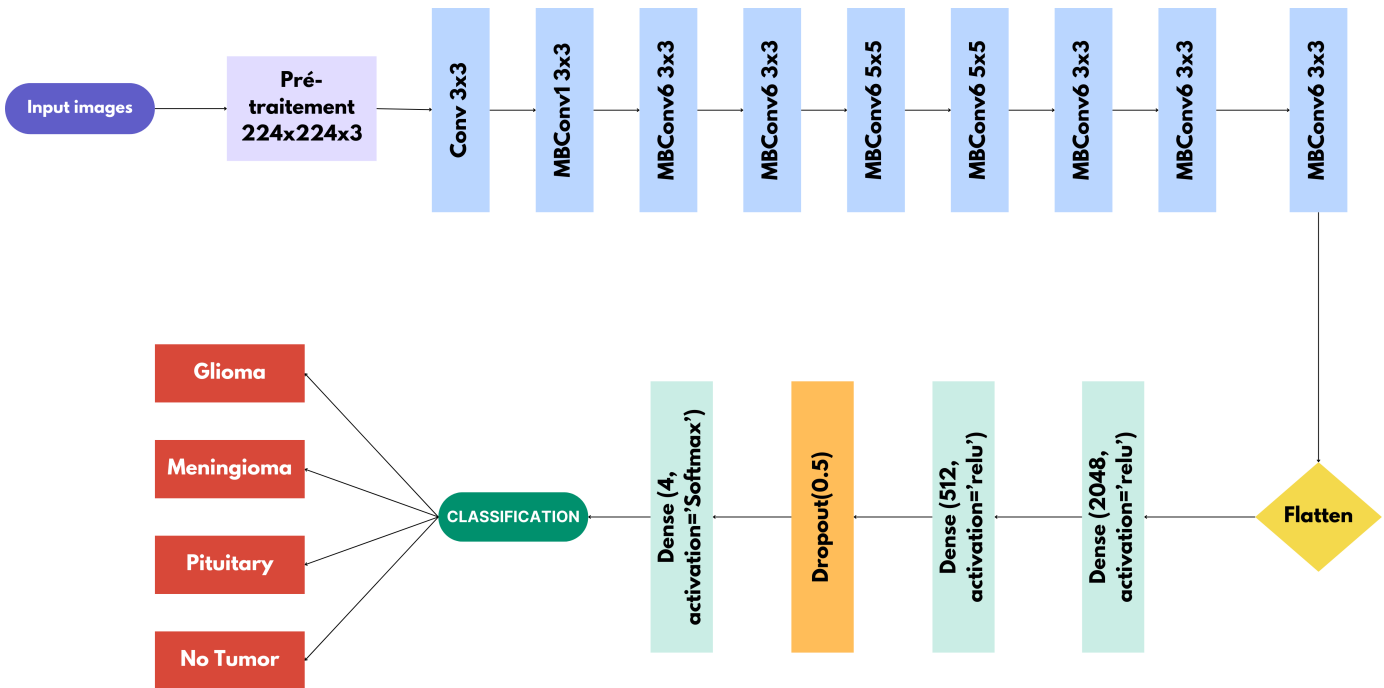 Input images
Pré-
traitement
224x224x3
Conv 3x3
MBConv1 3x3
MBConv6 3x3
MBConv6 3x3
MBConv6 5x5
MBConv6 5x5
MBConv6 3x3
MBConv6 3x3
MBConv6 3x3
Flatten
Dense (2048,
activation='relu')
Dense (512,
activation='relu')
Dropout(0.5)
Dense (4,
activation='Softmax')
CLASSIFICATION
Glioma
Meningioma
Pituitary
No Tumor